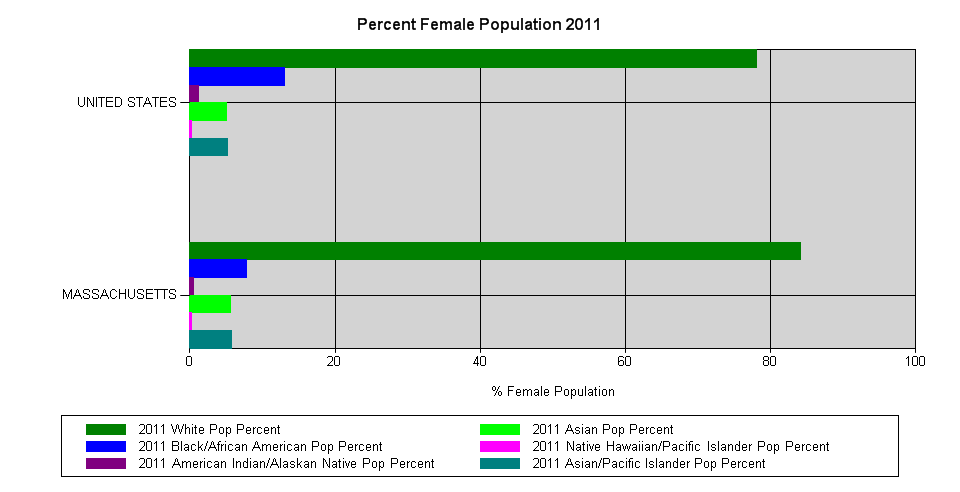 Percent Female Population 2011
UNITED STATES
MASSACHUSETTS
0 20 40 60 80 100
% Female Population
2011 White Pop Percent
2011 Black/African American Pop Percent
2011 American Indian/Alaskan Native Pop Percent
2011 Asian Pop Percent
2011 Native Hawaiian/Pacific Islander Pop Percent
2011 Asian/Pacific Islander Pop Percent